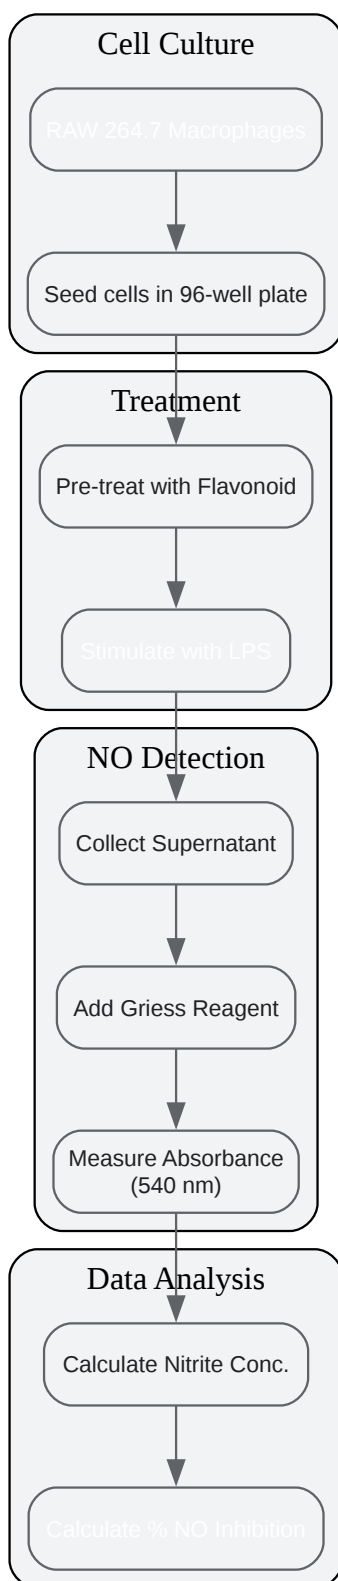 Cell Culture
RAW 264.7 Macrophages
Seed cells in 96-well plate
Treatment
Pre-treat with Flavonoid
Stimulate with LPS
NO Detection
Collect Supernatant
Add Griess Reagent
Measure Absorbance
(540 nm)
Data Analysis
Calculate Nitrite Conc.
Calculate % NO Inhibition